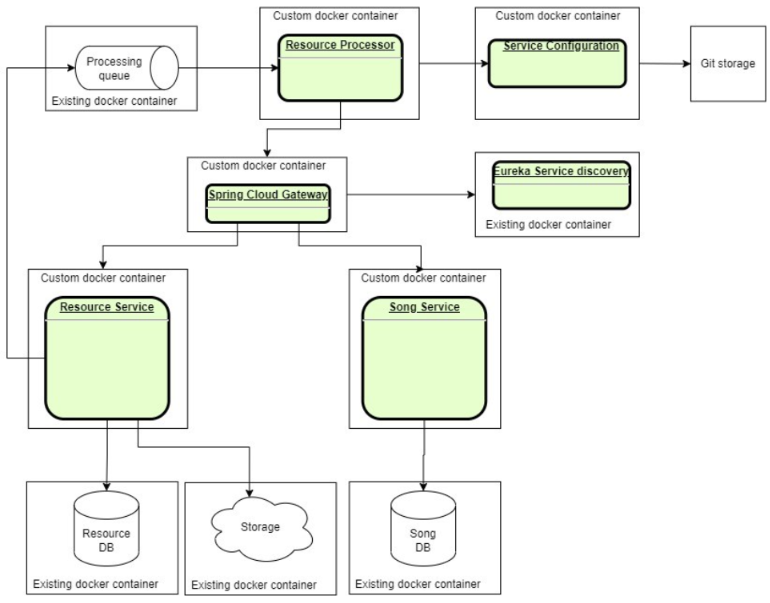 Custom docker container
Resource Processor
Custom docker container
Service Configuration
Processing
queue
Existing docker container
Git storage
Custom docker container
Spring Cloud Gateway
Eureka Service discovery
Existing docker container
Custom docker container
Resource Service
Custom docker container
Song Service
Resource
DB
Existing docker container
Storage
Existing docker container
Song
DB
Existing docker container